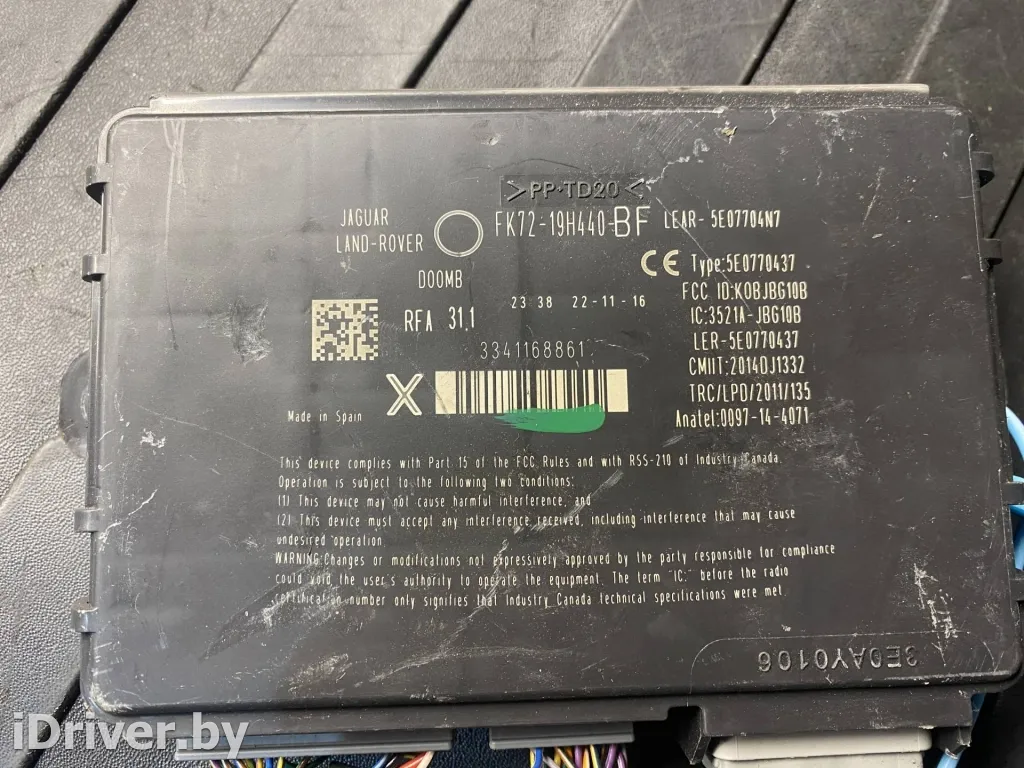 >PP-TD20<
JAGUAR
LAND-ROVER
FK72-19H440-BF
LEAR- 5E07704N7
D00MB
Type:5E0770437
23 38 22-11-16
FCC ID:KOBJBG10B
RFA 31.1
IC:3521A-JBG10B
LER-5E0770437
3341168861
CMIIT:2014DJ1332
X
TRC/LPD/2011/135
Made in Spain
Anatel:0097-14-4071
This device complies with Part 15 of the FCC Rules and with RSS-210 of Industry Canada.
Operation is subject to the following two conditions:
(1) This device may not cause harmful interference, and
(2) This device must accept any interference received, including interference that may cause
undesired operation
WARNING:Changes or modifications not expressively approved by the party responsible for compliance
could void the user's authority to operate the equipment. The term "IC:" before the radio
certification number only signifies that Industry Canada technical specifications were met.
3E0AY0106
iDriver.by